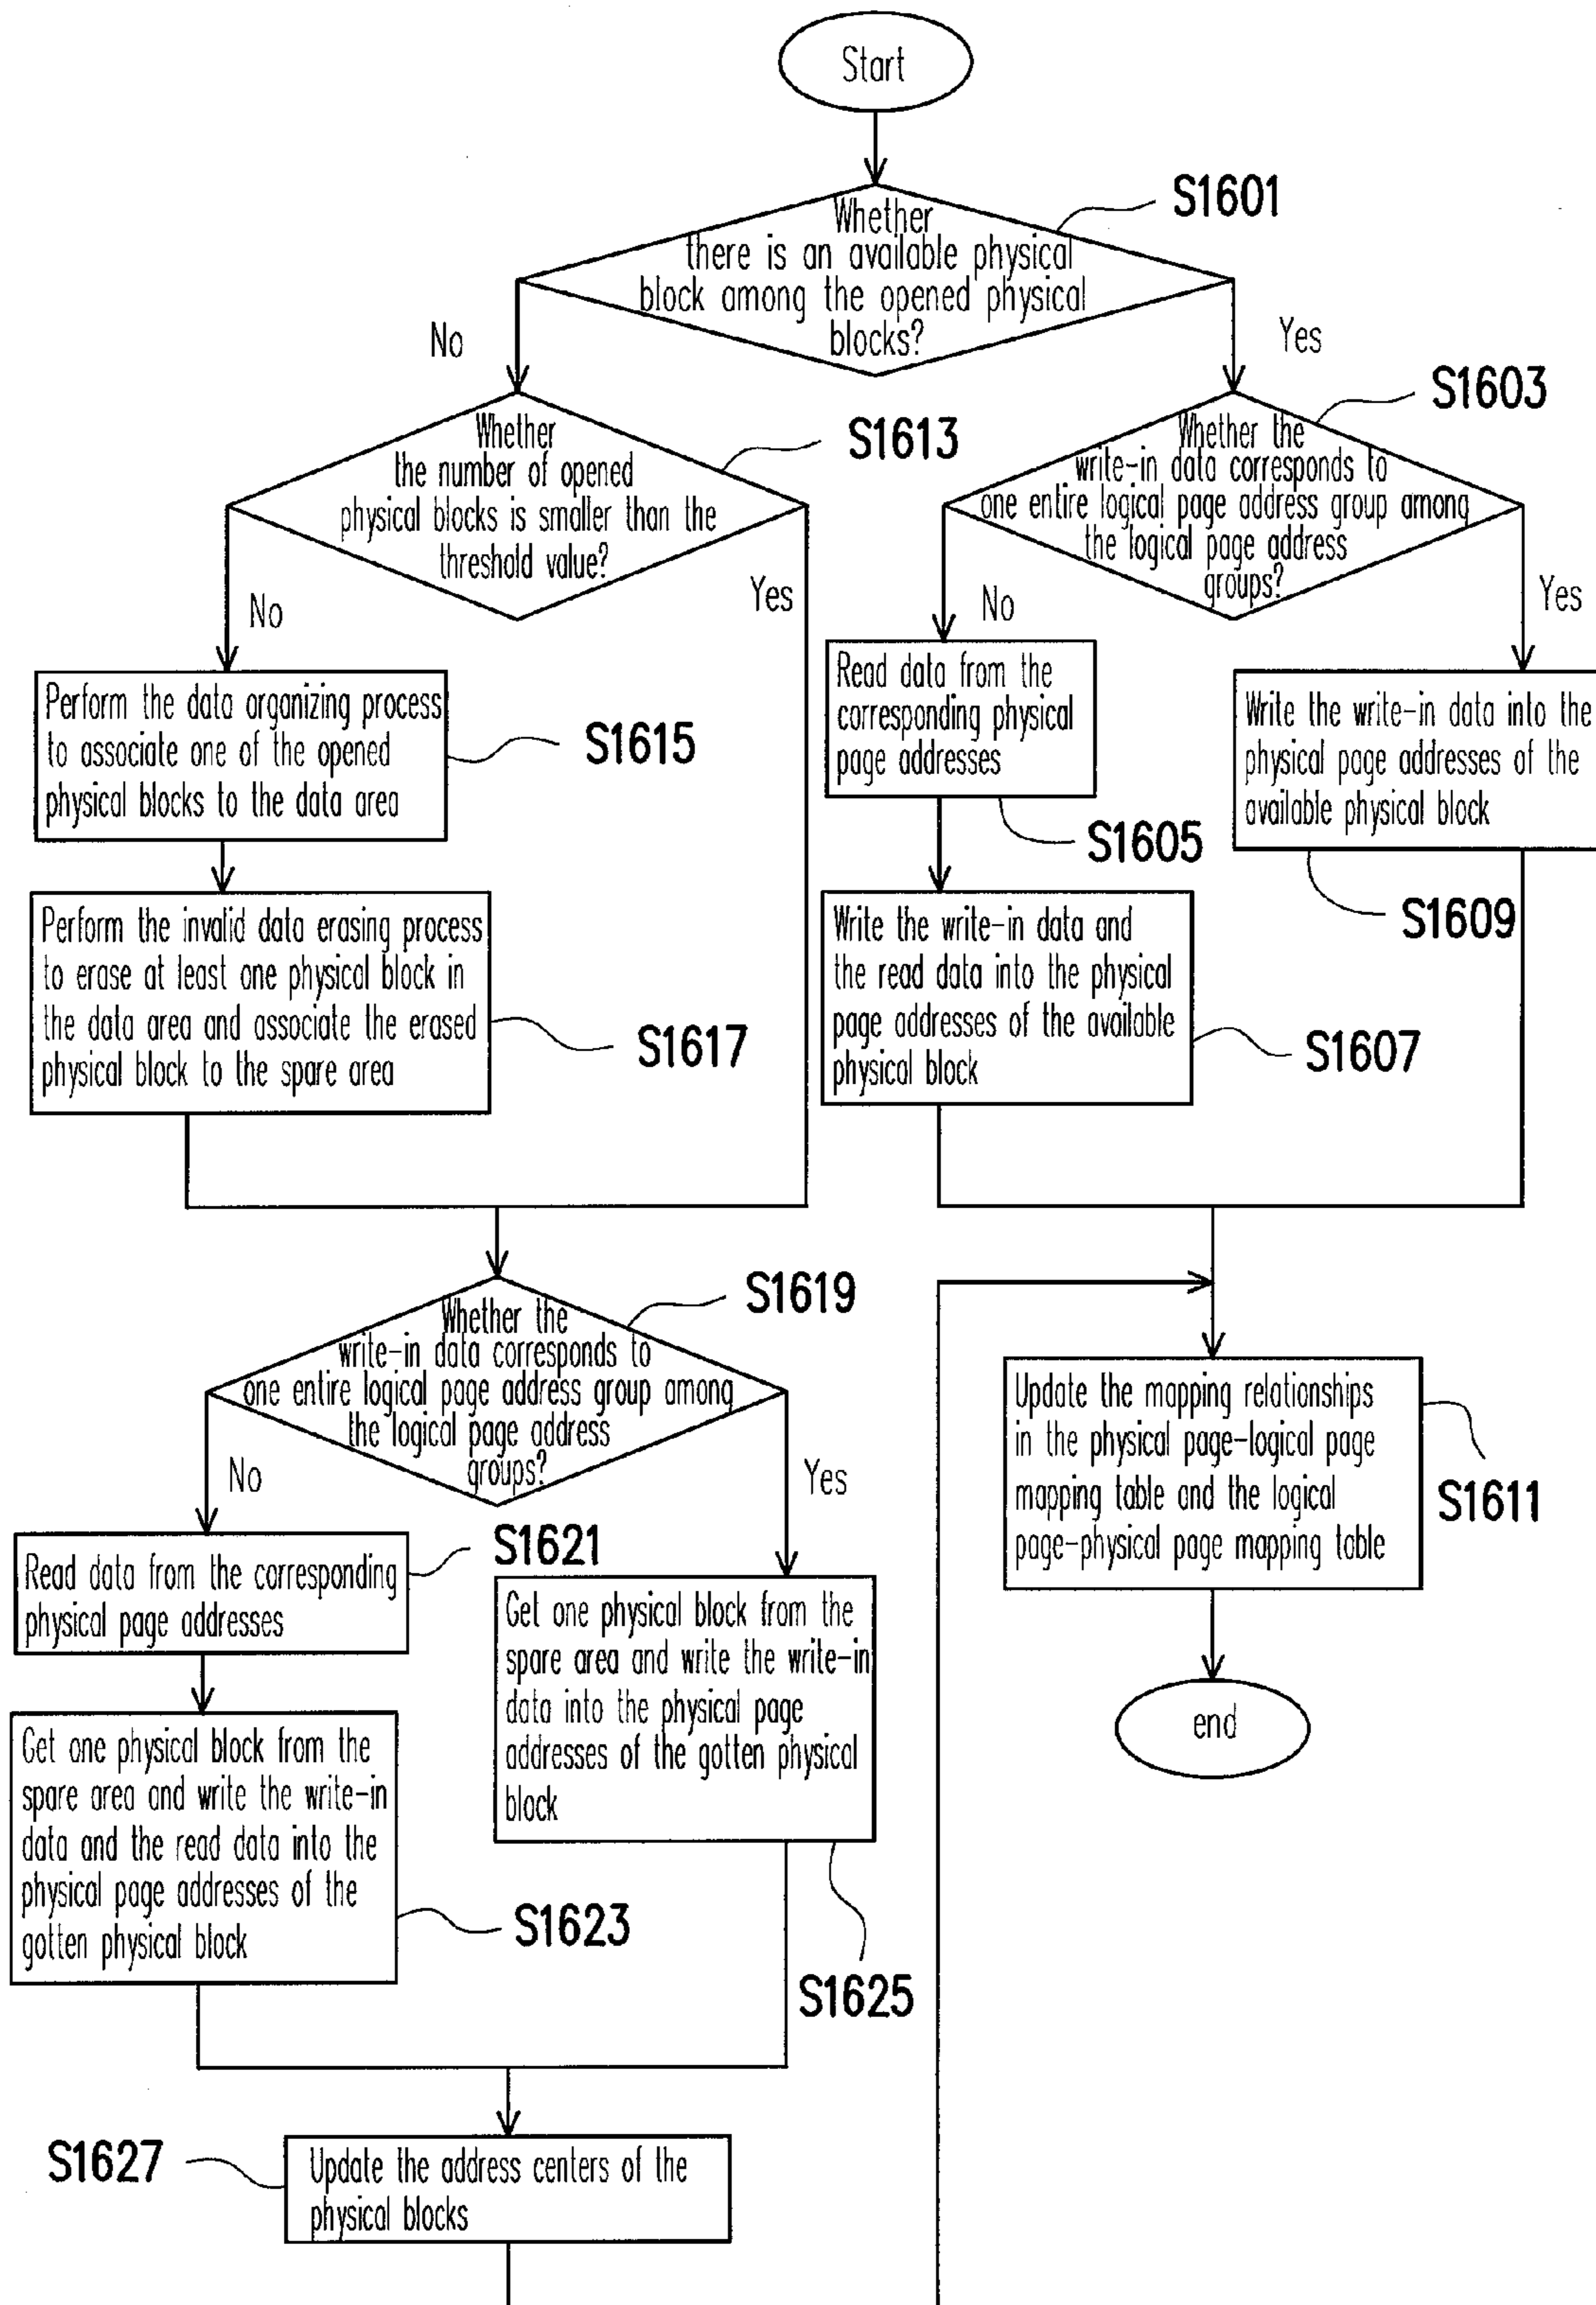 Start
Whether
there is an available physical
block among the opened physical
blocks?
S1601
No
Yes
Whether
the number of opened
physical blocks is smaller than the
threshold value?
S1613
No
Yes
Whether the
write-in data corresponds to
one entire logical page address group among
the logical page address
groups?
S1603
No
Yes
Perform the data organizing process
to associate one of the opened
physical blocks to the data area
S1615
Read data from the
corresponding physical
page addresses
S1605
Write the write-in data into the
physical page addresses of the
available physical block
S1609
Perform the invalid data erasing process
to erase at least one physical block in
the data area and associate the erased
physical block to the spare area
S1617
Write the write-in data and
the read data into the physical
page addresses of the available
physical block
S1607
Whether the
write-in data corresponds to
one entire logical page address group among
the logical page address
groups?
S1619
No
Yes
Update the mapping relationships
in the physical page-logical page
mapping table and the logical
page-physical page mapping table
S1611
Read data from the corresponding
physical page addresses
S1621
Get one physical block from the
spare area and write the write-in
data into the physical page
addresses of the gotten physical
block
S1625
end
Get one physical block from the
spare area and write the write-in
data and the read data into the
physical page addresses of the
gotten physical block
S1623
Update the address centers of the
physical blocks
S1627